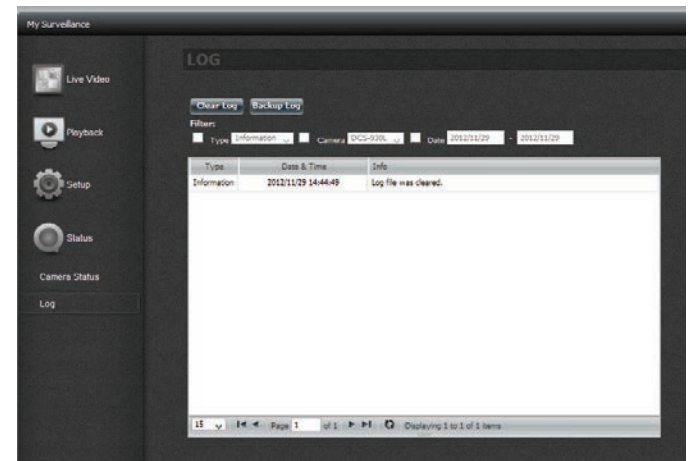 My Surveillance
Live Video
Playback
Setup
Status
Camera Status
Log
LOG
Clear Log Backup Log
Filter:
Type Information Camera DCS-930L Date 2012/11/29 - 2012/11/29
Type Date & Time Info
Information 2012/11/29 14:44:49 Log file was cleared.
15 Page 1 of 1 Displaying 1 to 1 of 1 items